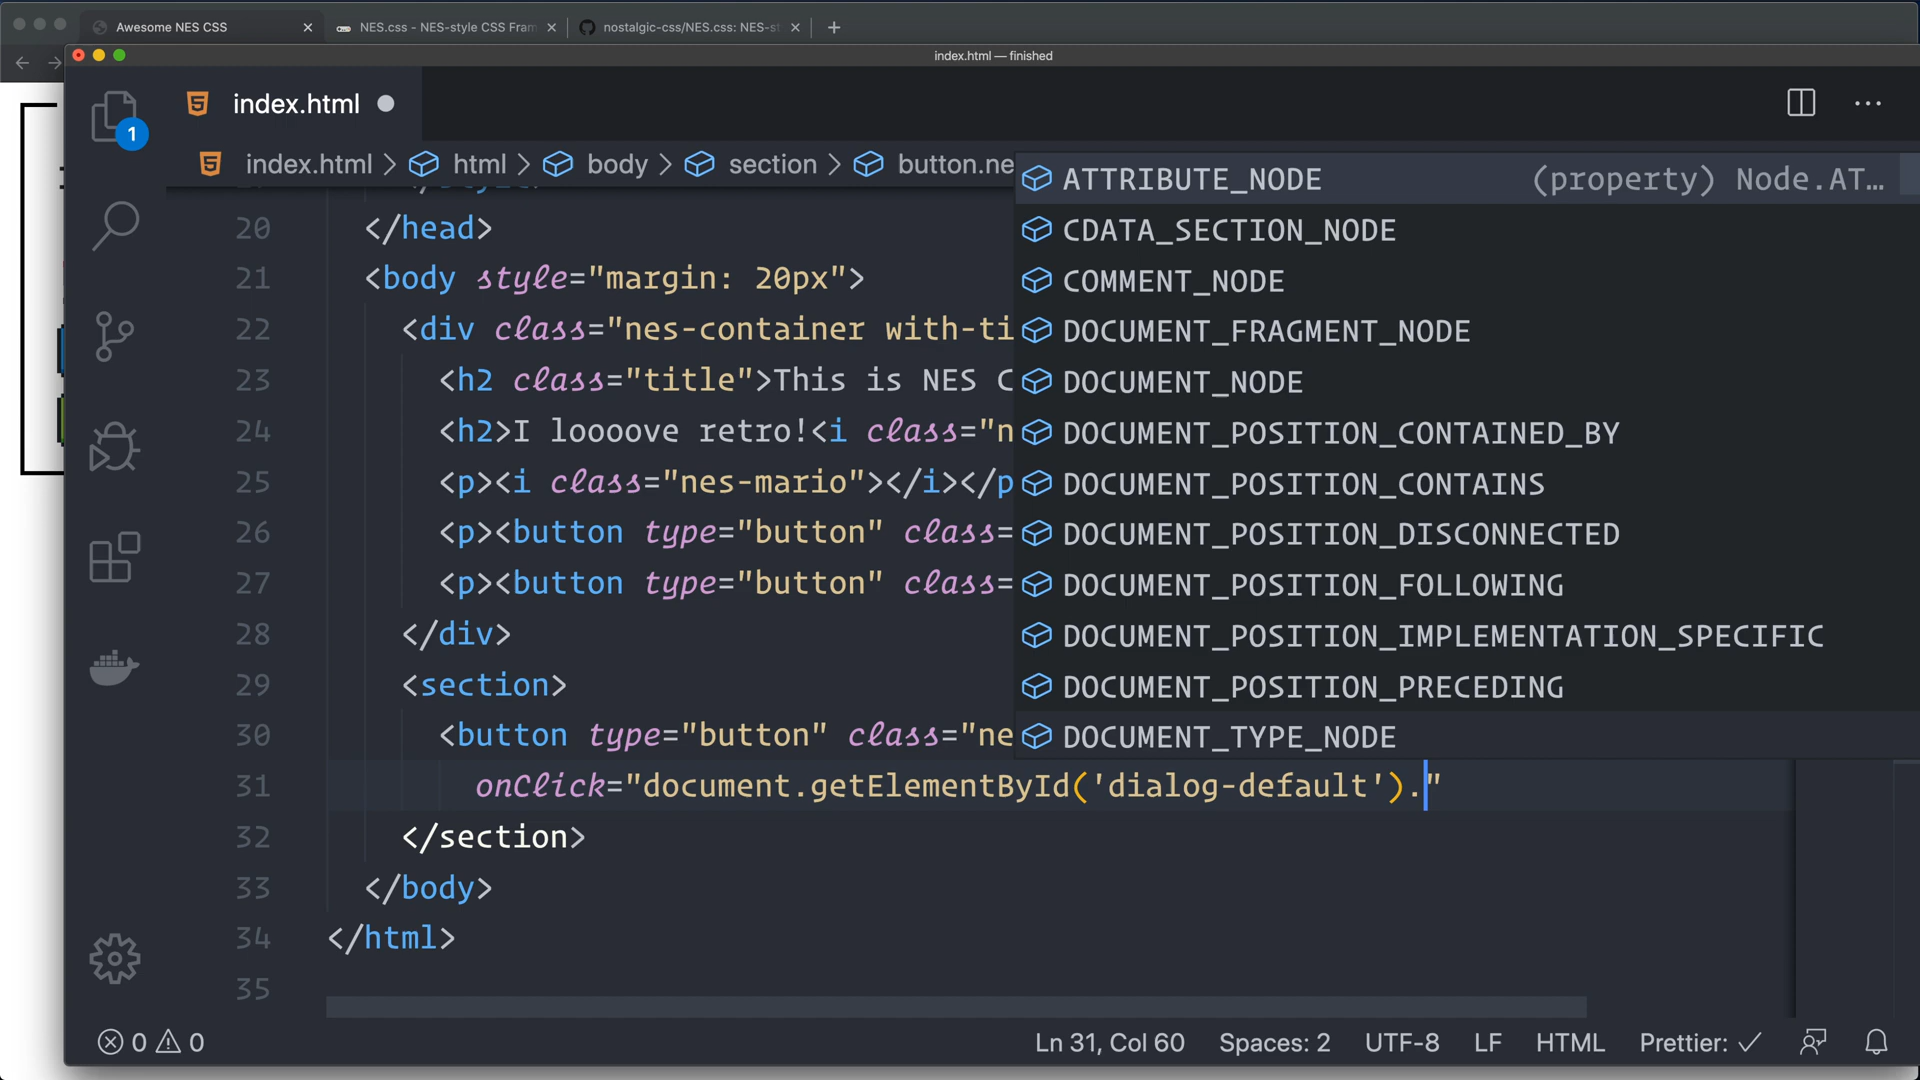 Awesome NES CSS
NES.css - NES-style CSS Fram
nostalgic-css/NES.css: NES-st
index.html — finished
index.html
1
index.html > html > body > section > button.ne
20 </head>
21 <body style="margin: 20px">
22 <div class="nes-container with-ti
23 <h2 class="title">This is NES C
24 <h2>I loooove retro!<i class="n
25 <p><i class="nes-mario"></i></p
26 <p><button type="button" class=
27 <p><button type="button" class=
28 </div>
29 <section>
30 <button type="button" class="ne
31 onClick="document.getElementById('dialog-default')."
32 </section>
33 </body>
34 </html>
35
ATTRIBUTE_NODE (property) Node.AT…
CDATA_SECTION_NODE
COMMENT_NODE
DOCUMENT_FRAGMENT_NODE
DOCUMENT_NODE
DOCUMENT_POSITION_CONTAINED_BY
DOCUMENT_POSITION_CONTAINS
DOCUMENT_POSITION_DISCONNECTED
DOCUMENT_POSITION_FOLLOWING
DOCUMENT_POSITION_IMPLEMENTATION_SPECIFIC
DOCUMENT_POSITION_PRECEDING
DOCUMENT_TYPE_NODE
0 0 Ln 31, Col 60 Spaces: 2 UTF-8 LF HTML Prettier: ✓